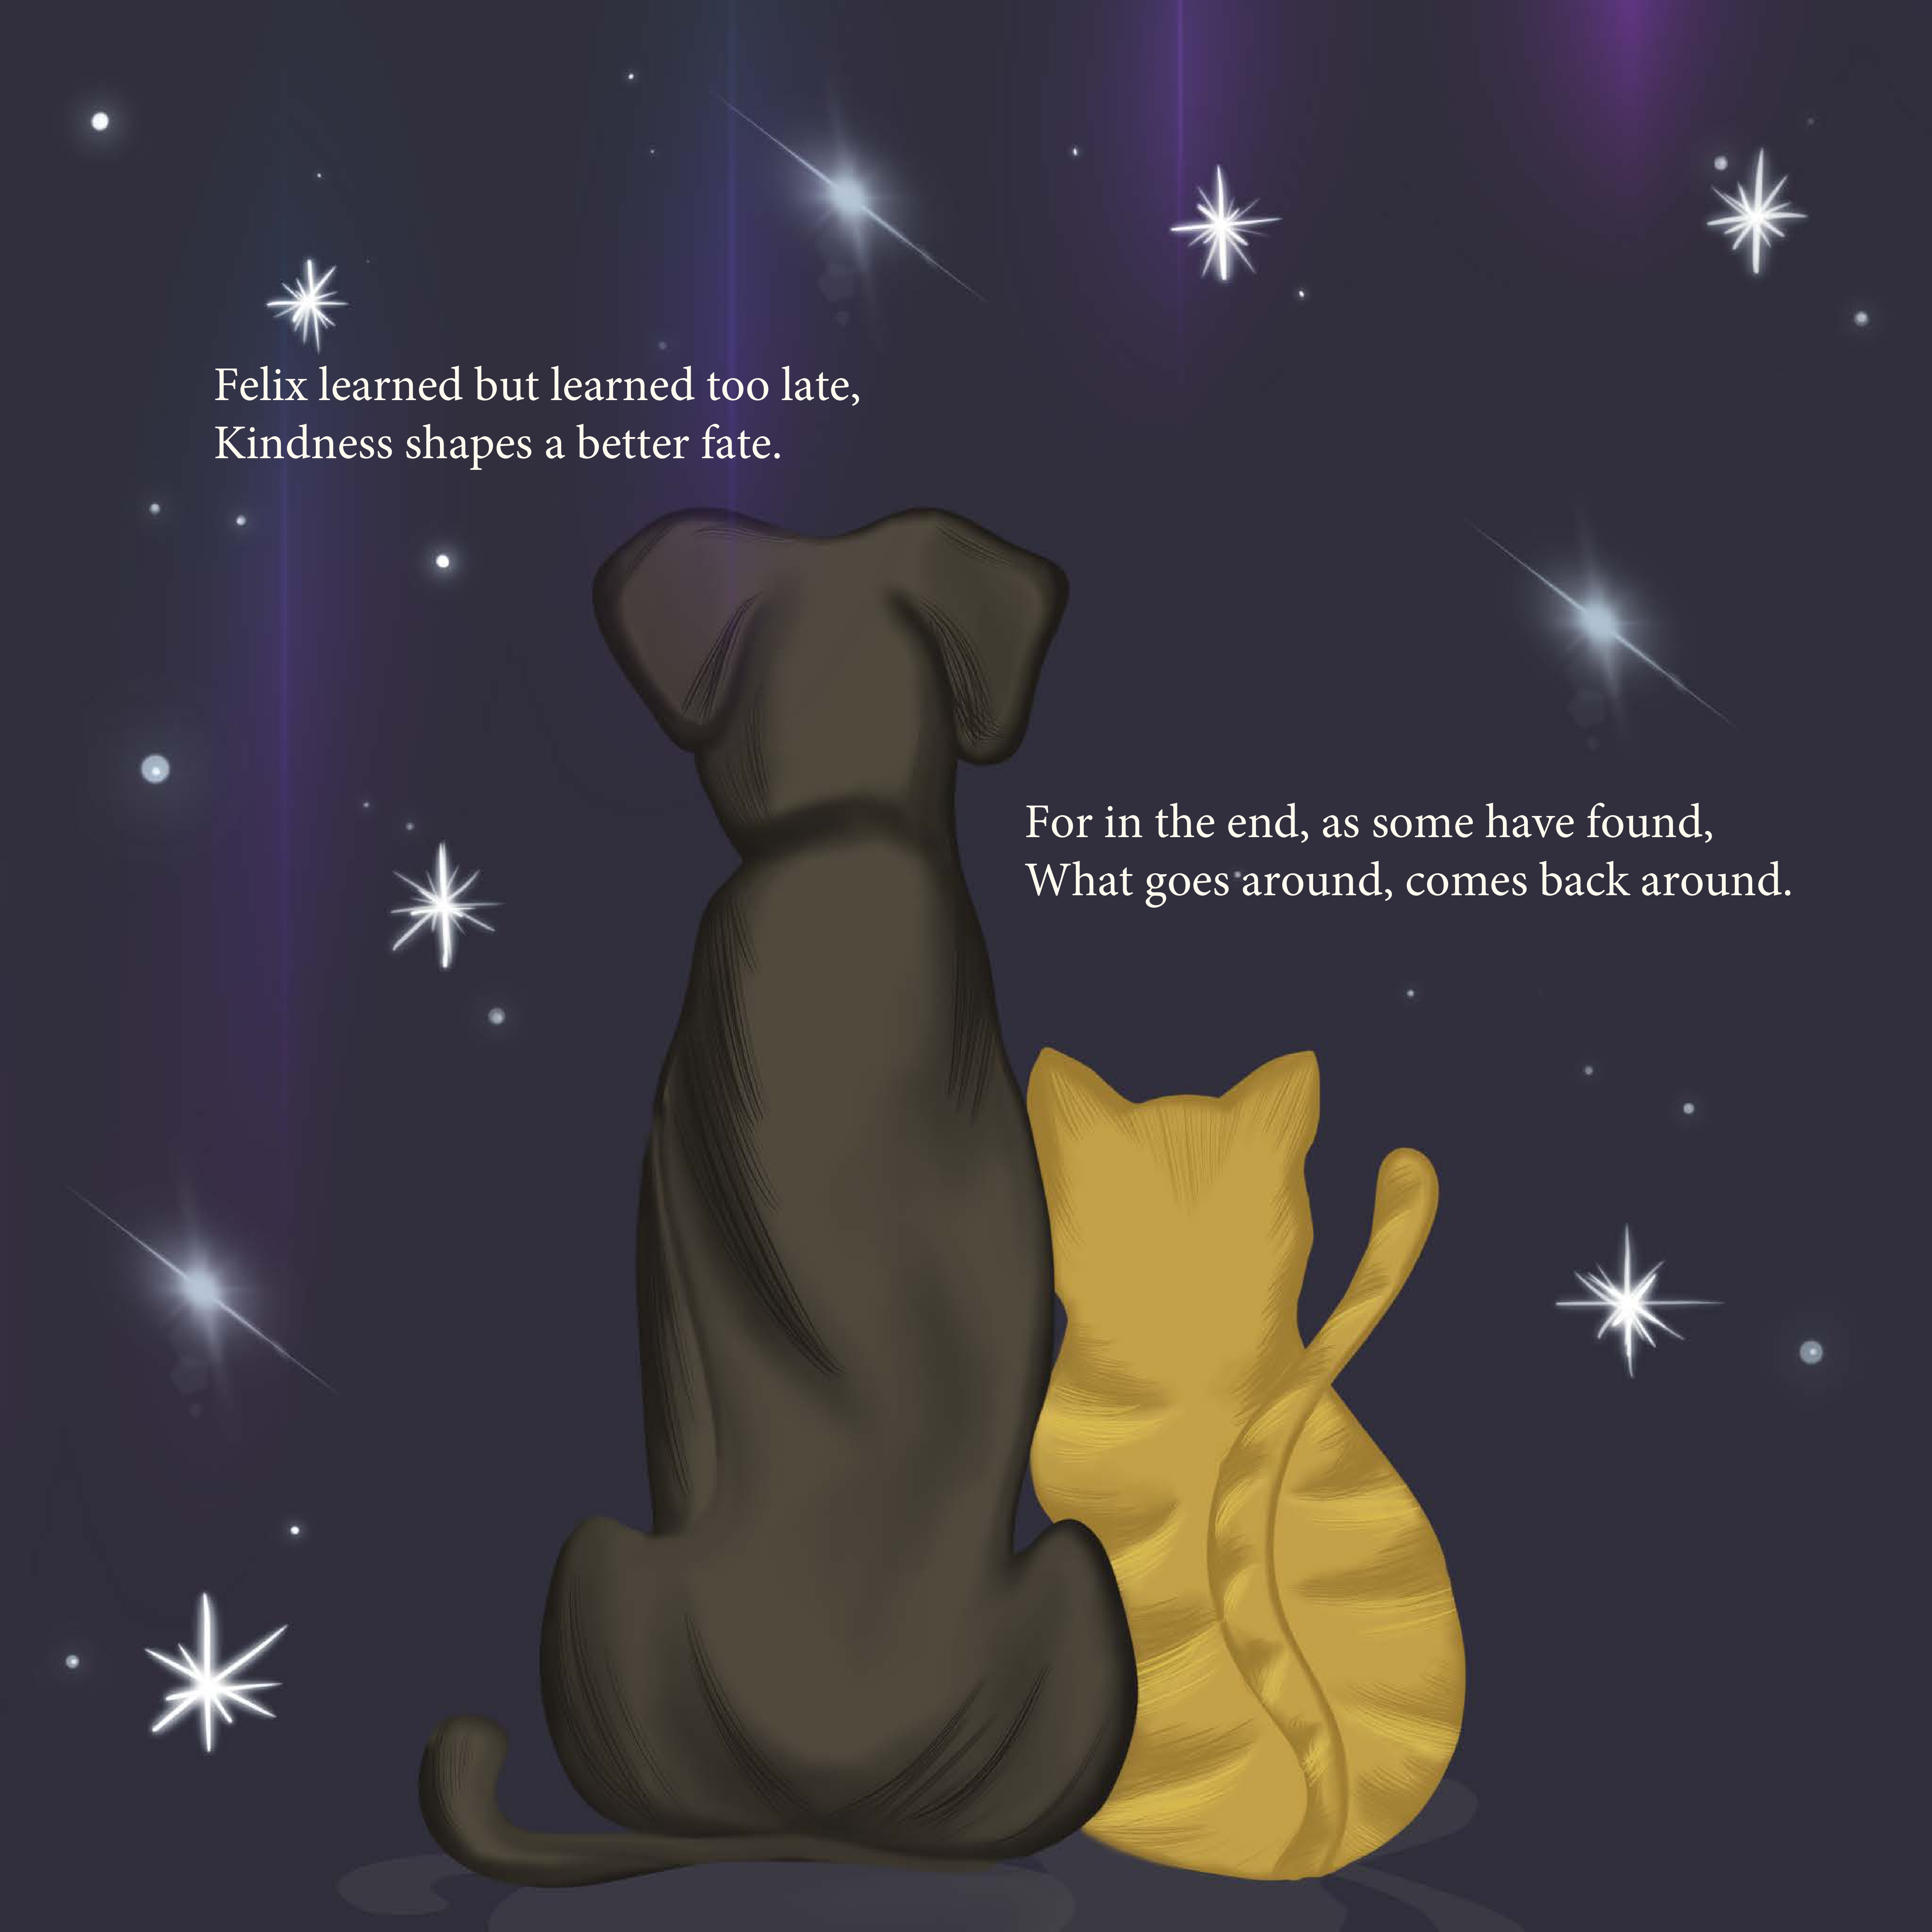 Felix learned but learned too late,
Kindness shapes a better fate.
For in the end, as some have found,
What goes around, comes back around.